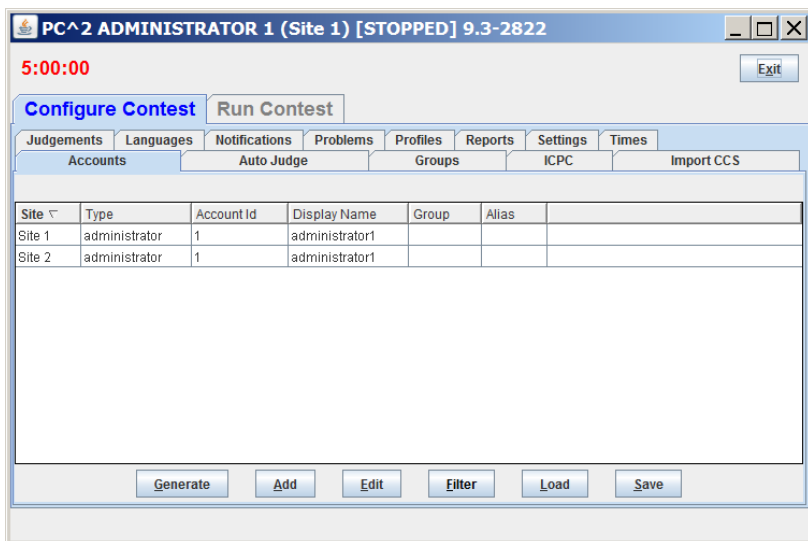 PC^2 ADMINISTRATOR 1 (Site 1) [STOPPED] 9.3-2822
5:00:00
Exit
Configure Contest Run Contest
Judgements Languages Notifications Problems Profiles Reports Settings Times
Accounts Auto Judge Groups ICPC Import CCS
Site Type Account Id Display Name Group Alias
Site 1 administrator 1 administrator1
Site 2 administrator 1 administrator1
Generate Add Edit Filter Load Save